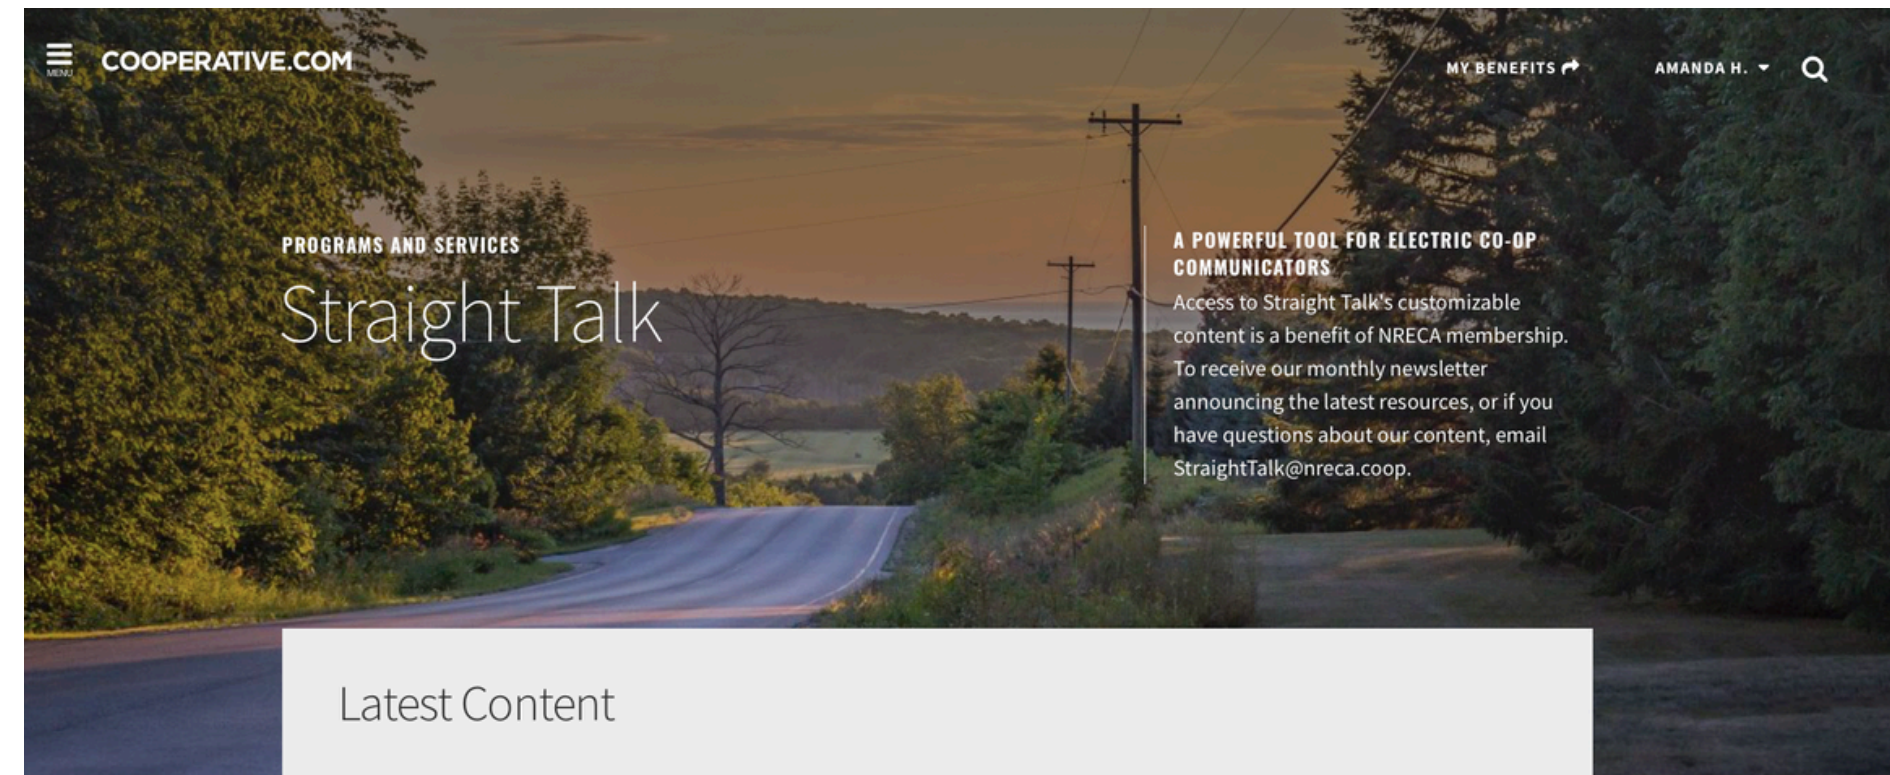 MENU
COOPERATIVE.COM
MY BENEFITS
AMANDA H.
PROGRAMS AND SERVICES
Straight Talk
A POWERFUL TOOL FOR ELECTRIC CO-OP
COMMUNICATORS
Access to Straight Talk's customizable
content is a benefit of NRECA membership.
To receive our monthly newsletter
announcing the latest resources, or if you
have questions about our content, email
StraightTalk@nreca.coop.
Latest Content